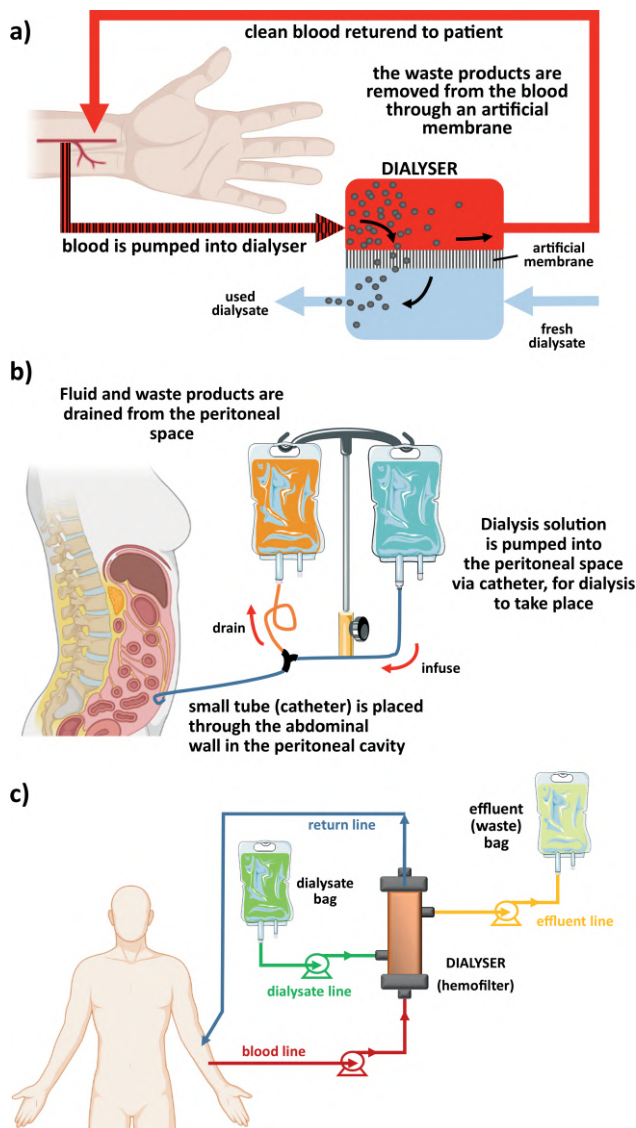 a)
clean blood returend to patient
the waste products are
removed from the blood
through an artificial
membrane
DIALYSER
blood is pumped into dialyser
artificial
membrane
used
dialysate
fresh
dialysate
b)
Fluid and waste products are
drained from the peritoneal
space
Dialysis solution
is pumped into
the peritoneal space
via catheter, for dialysis
to take place
drain
infuse
small tube (catheter) is placed
through the abdominal
wall in the peritoneal cavity
c)
return line
effluent
(waste)
bag
dialysate
bag
effluent line
DIALYSER
(hemofilter)
dialysate line
blood line